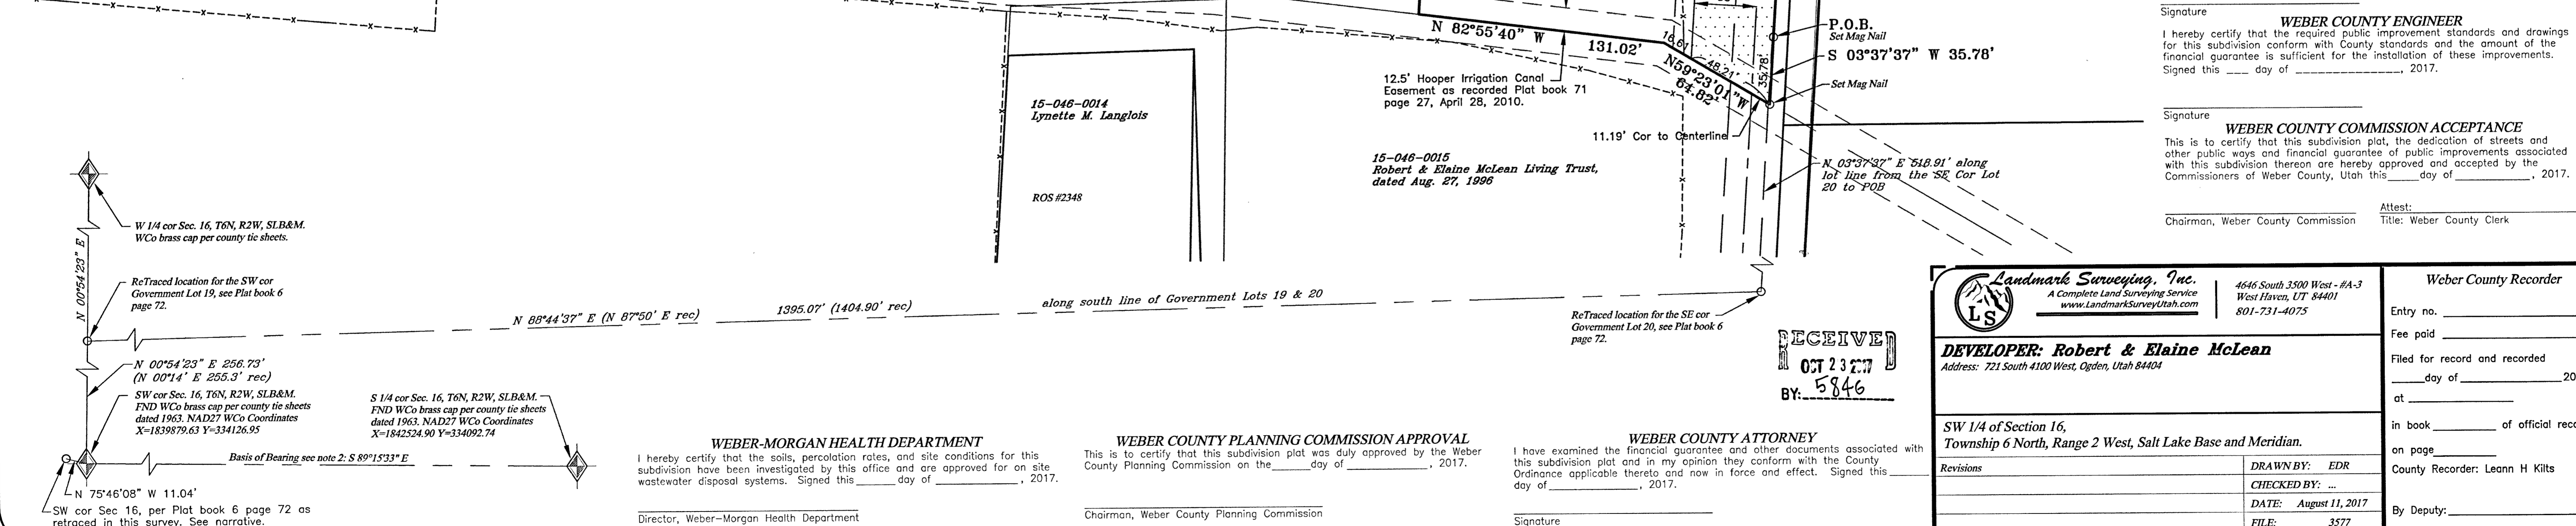 W 1/4 cor Sec. 16, T6N, R2W, SLB&M.
WCo brass cap per county tie sheets.
N 00°54'23" E
ReTraced location for the SW cor
Government Lot 19, see Plat book 6
page 72.
N 88°44'37" E (N 87°50' E rec)
1395.07' (1404.90' rec)
along south line of Government Lots 19 & 20
N 00°54'23" E 256.73'
(N 00°14' E 255.3' rec)
SW cor Sec. 16, T6N, R2W, SLB&M.
FND WCo brass cap per county tie sheets
dated 1963. NAD27 WCo Coordinates
X=1839879.63 Y=334126.95
S 1/4 cor Sec. 16, T6N, R2W, SLB&M.
FND WCo brass cap per county tie sheets
dated 1963. NAD27 WCo Coordinates
X=1842524.90 Y=334092.74
Basis of Bearing see note 2: S 89°15'33" E
N 75°46'08" W 11.04'
SW cor Sec 16, per Plat book 6 page 72 as
retraced in this survey. See narrative.
15-046-0014
Lynette M. Langlois
ROS #2348
N 82°55'40" W
131.02'
16.61
48.21'
N59°23'01"W
64.82'
35.78'
12.5' Hooper Irrigation Canal
Easement as recorded Plat book 71
page 27, April 28, 2010.
11.19' Cor to Centerline
15-046-0015
Robert & Elaine McLean Living Trust,
dated Aug. 27, 1996
P.O.B.
Set Mag Nail
S 03°37'37" W 35.78'
Set Mag Nail
N 03°37'37" E 518.91' along
lot line from the SE Cor Lot
20 to POB
ReTraced location for the SE cor
Government Lot 20, see Plat book 6
page 72.
RECEIVED
OCT 23 2017
BY: 5846
WEBER-MORGAN HEALTH DEPARTMENT
I hereby certify that the soils, percolation rates, and site conditions for this
subdivision have been investigated by this office and are approved for on site
wastewater disposal systems. Signed this ______ day of ____________, 2017.
Director, Weber-Morgan Health Department
WEBER COUNTY PLANNING COMMISSION APPROVAL
This is to certify that this subdivision plat was duly approved by the Weber
County Planning Commission on the ______day of ____________, 2017.
Chairman, Weber County Planning Commission
WEBER COUNTY ATTORNEY
I have examined the financial guarantee and other documents associated with
this subdivision plat and in my opinion they conform with the County
Ordinance applicable thereto and now in force and effect. Signed this______
day of______________, 2017.
Signature
Signature
WEBER COUNTY ENGINEER
I hereby certify that the required public improvement standards and drawings
for this subdivision conform with County standards and the amount of the
financial guarantee is sufficient for the installation of these improvements.
Signed this ___ day of _______________, 2017.
Signature
WEBER COUNTY COMMISSION ACCEPTANCE
This is to certify that this subdivision plat, the dedication of streets and
other public ways and financial guarantee of public improvements associated
with this subdivision thereon are hereby approved and accepted by the
Commissioners of Weber County, Utah this_____day of ____________, 2017.
Attest:
Chairman, Weber County Commission
Title: Weber County Clerk
Landmark Surveying, Inc.
A Complete Land Surveying Service
www.LandmarkSurveyUtah.com
LS
4646 South 3500 West - #A-3
West Haven, UT 84401
801-731-4075
DEVELOPER: Robert & Elaine McLean
Address: 721 South 4100 West, Ogden, Utah 84404
SW 1/4 of Section 16,
Township 6 North, Range 2 West, Salt Lake Base and Meridian.
Revisions
DRAWN BY: EDR
CHECKED BY: ...
DATE: August 11, 2017
FILE: 3577
Weber County Recorder
Entry no.
Fee paid
Filed for record and recorded
_____day of ______________20
at
in book________ of official reco
on page
County Recorder: Leann H Kilts
By Deputy: